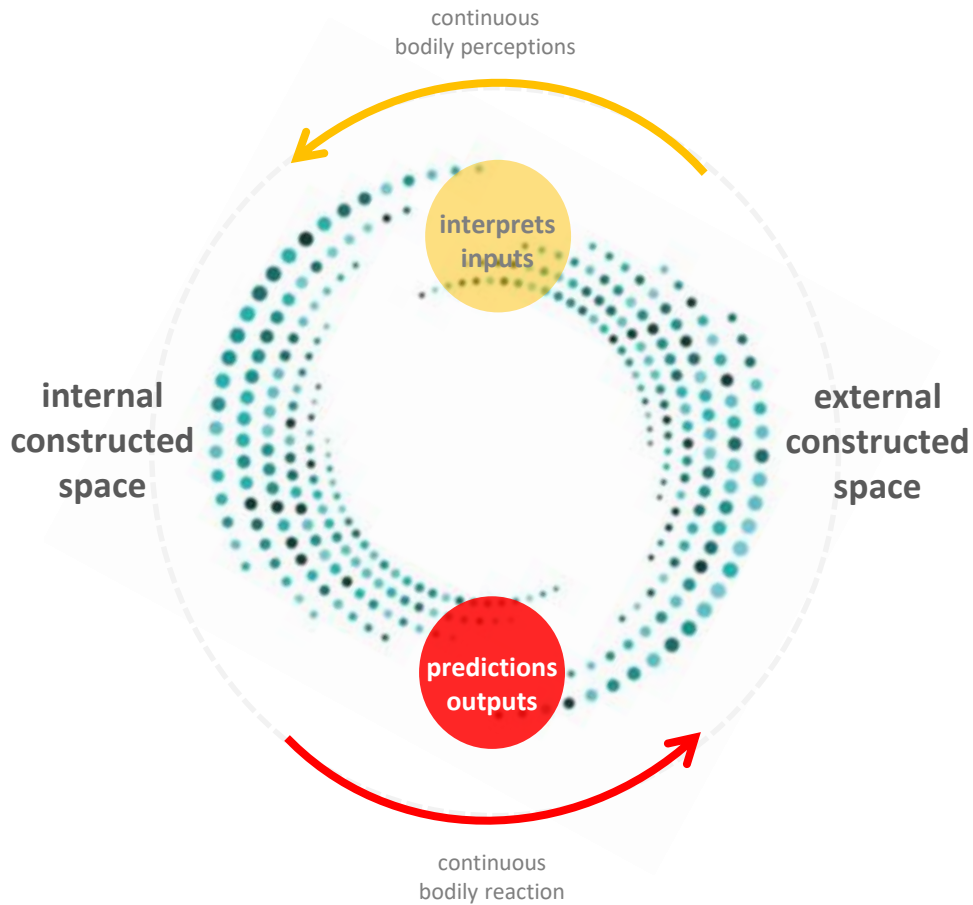 continuous
bodily perceptions
interprets
inputs
internal
constructed
space
external
constructed
space
predictions
outputs
continuous
bodily reaction